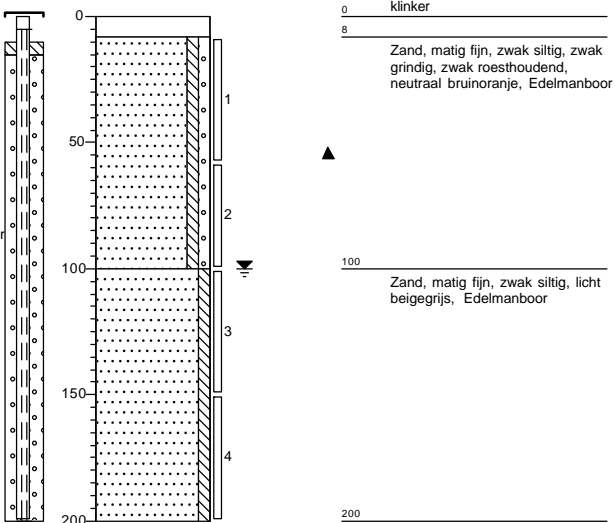 0
50
100
150
200
r
1
2
3
4
0
klinker
8
Zand, matig fijn, zwak siltig, zwak
grindig, zwak roesthoudend,
neutraal bruinoranje, Edelmanboor
100
Zand, matig fijn, zwak siltig, licht
beigegrijs, Edelmanboor
200